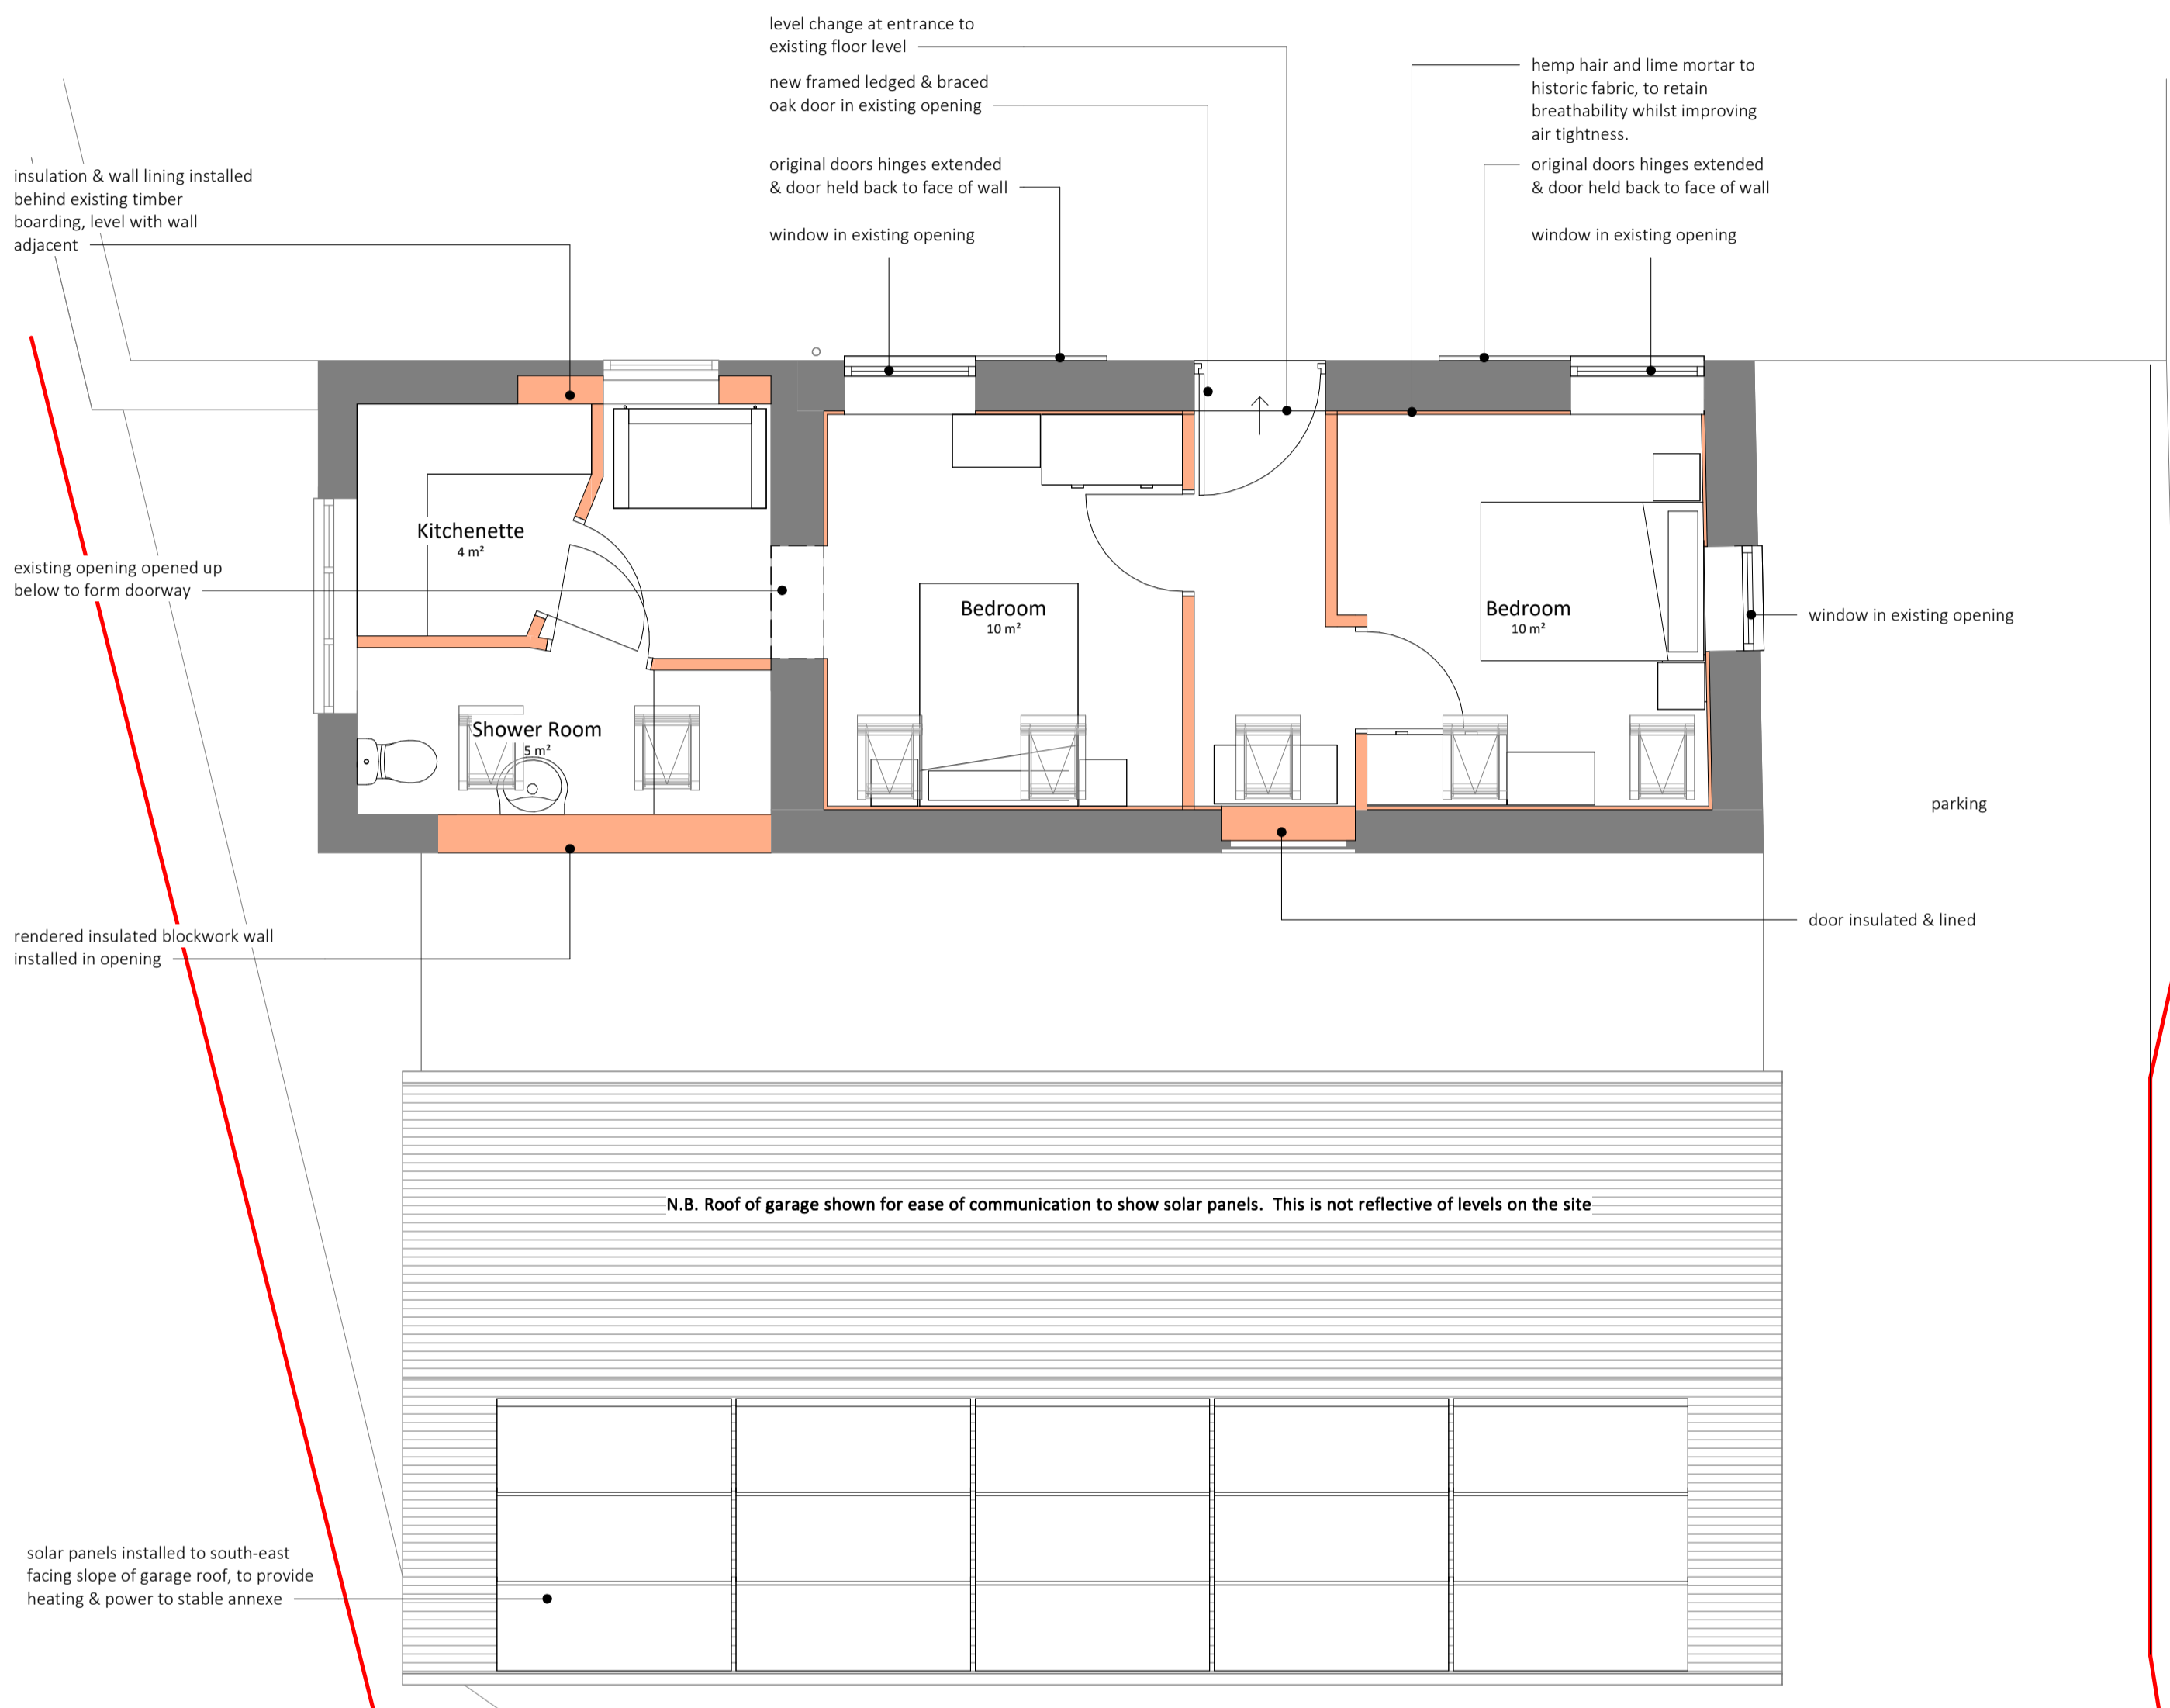 level change at entrance to
existing floor level
new framed ledged & braced
oak door in existing opening
original doors hinges extended
& door held back to face of wall
window in existing opening
hemp hair and lime mortar to
historic fabric, to retain
breathability whilst improving
air tightness.
original doors hinges extended
& door held back to face of wall
window in existing opening
insulation & wall lining installed
behind existing timber
boarding, level with wall
adjacent
Kitchenette
4 m²
existing opening opened up
below to form doorway
Bedroom
10 m²
Bedroom
10 m²
window in existing opening
Shower Room
5 m²
parking
door insulated & lined
rendered insulated blockwork wall
installed in opening
N.B. Roof of garage shown for ease of communication to show solar panels. This is not reflective of levels on the site
solar panels installed to south-east
facing slope of garage roof, to provide
heating & power to stable annexe